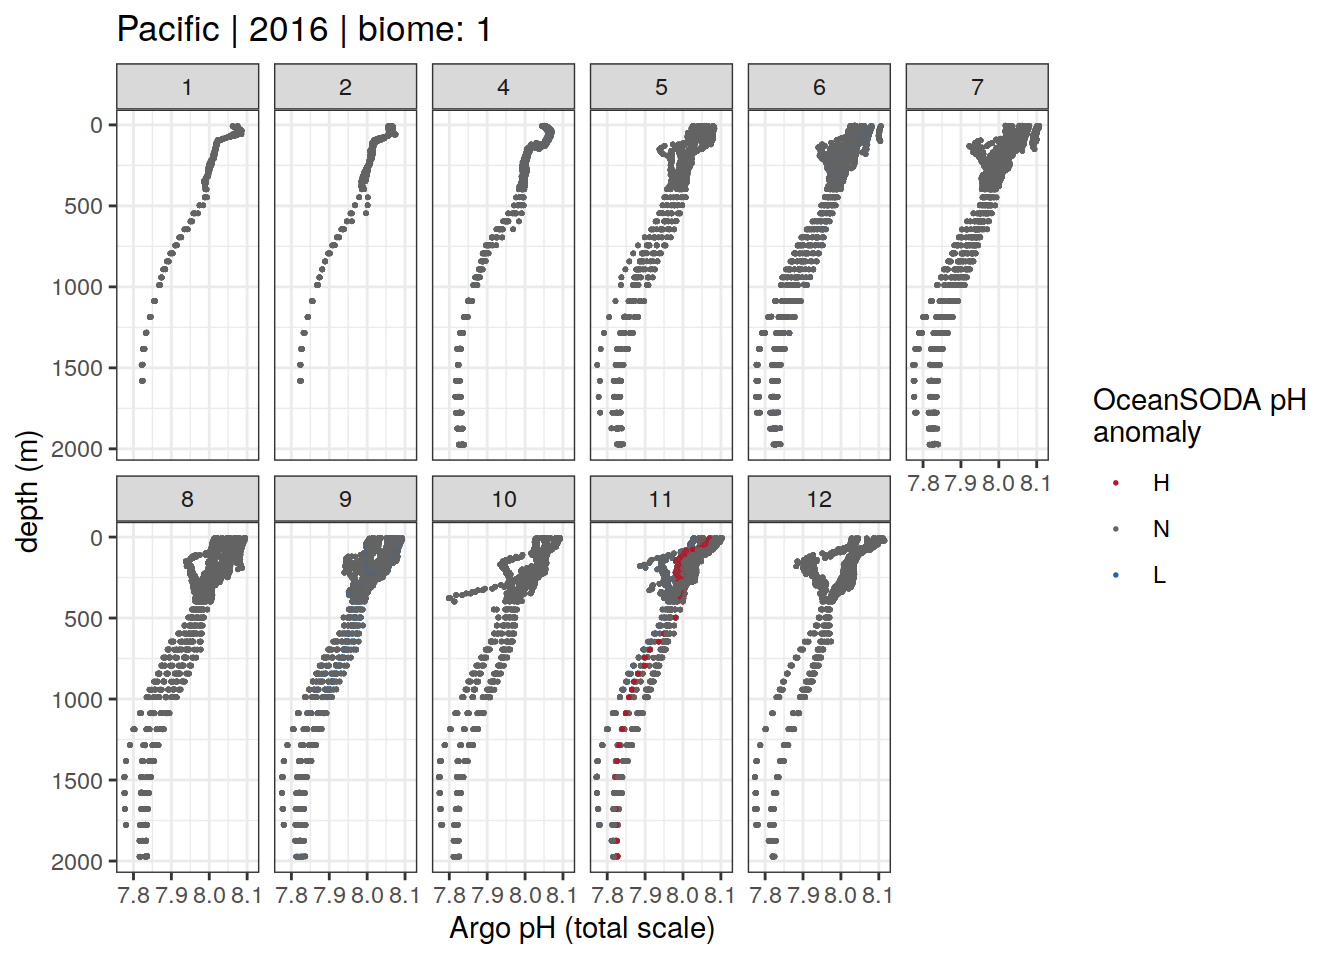 Pacific | 2016 | biome: 1
1 2 4 5 6 7
0
500
1000
1500
2000
7.8 7.9 8.0 8.1
8 9 10 11 12
0
500
1000
1500
2000
7.8 7.9 8.0 8.1 7.8 7.9 8.0 8.1 7.8 7.9 8.0 8.1 7.8 7.9 8.0 8.1 7.8 7.9 8.0 8.1
depth (m)
Argo pH (total scale)
OceanSODA pH
anomaly
H
N
L